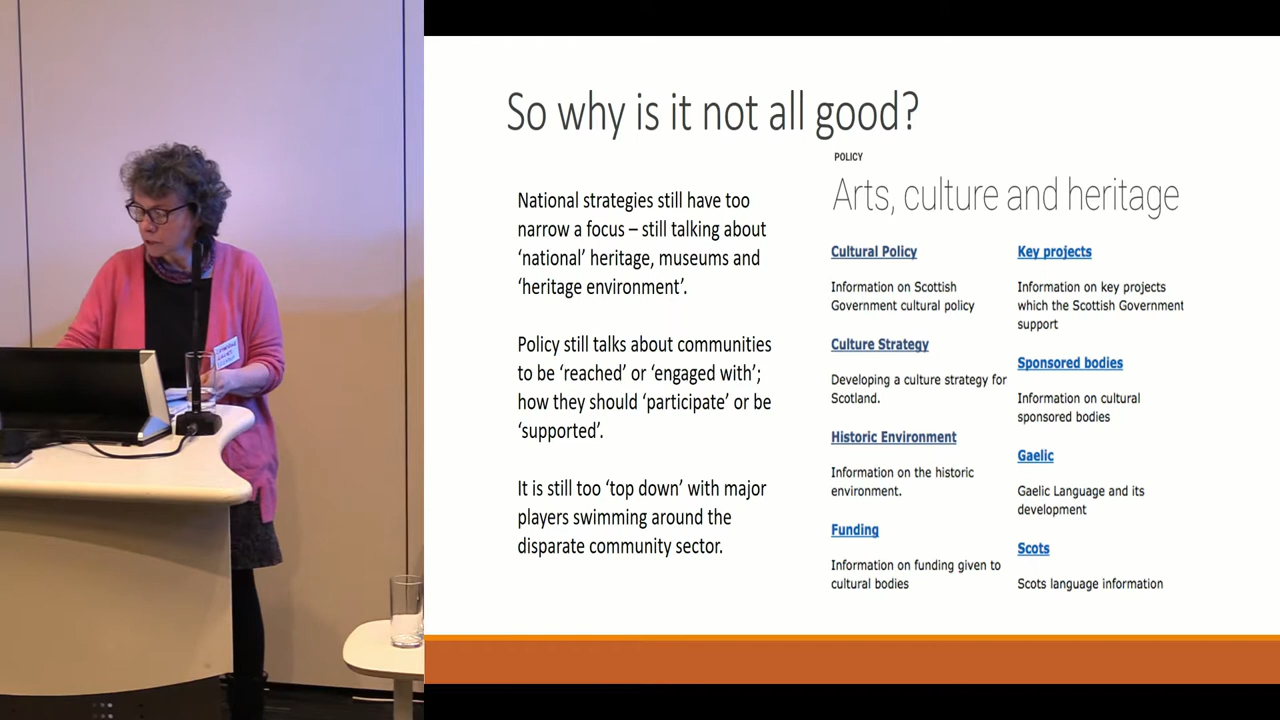 So why is it not all good?
National strategies still have too
narrow a focus – still talking about
‘national’ heritage, museums and
‘heritage environment’.
Policy still talks about communities
to be ‘reached’ or ‘engaged with’;
how they should ‘participate’ or be
‘supported’.
It is still too ‘top down’ with major
players swimming around the
disparate community sector.
POLICY
Arts, culture and heritage
Cultural Policy
Information on Scottish
Government cultural policy
Culture Strategy
Developing a culture strategy for
Scotland.
Historic Environment
Information on the historic
environment.
Funding
Information on funding given to
cultural bodies
Key projects
Information on key projects
which the Scottish Government
support
Sponsored bodies
Information on cultural
sponsored bodies
Gaelic
Gaelic Language and its
development
Scots
Scots language information